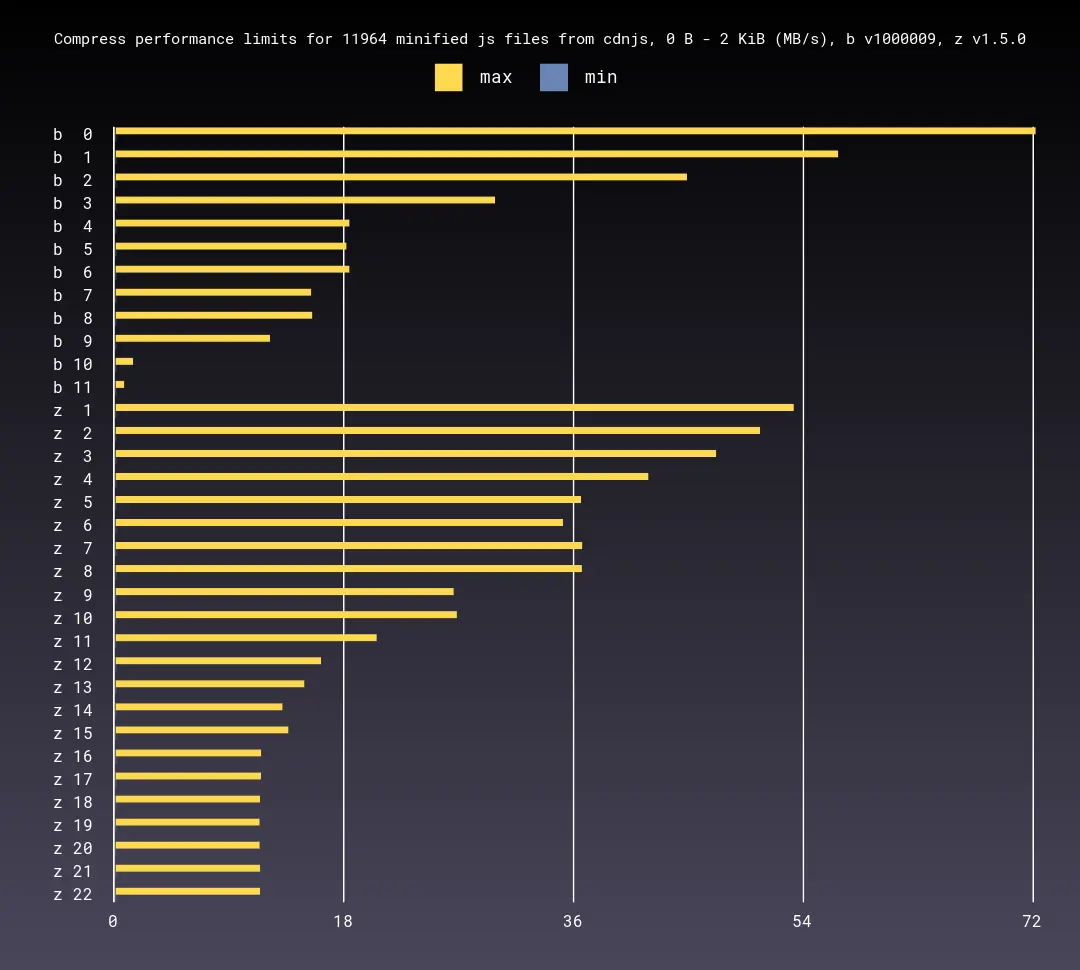 Compress performance limits for 11964 minified js files from cdnjs, 0 B - 2 KiB (MB/s), b v1000009, z v1.5.0
max min
b 0
b 1
b 2
b 3
b 4
b 5
b 6
b 7
b 8
b 9
b 10
b 11
z 1
z 2
z 3
z 4
z 5
z 6
z 7
z 8
z 9
z 10
z 11
z 12
z 13
z 14
z 15
z 16
z 17
z 18
z 19
z 20
z 21
z 22
0 18 36 54 72